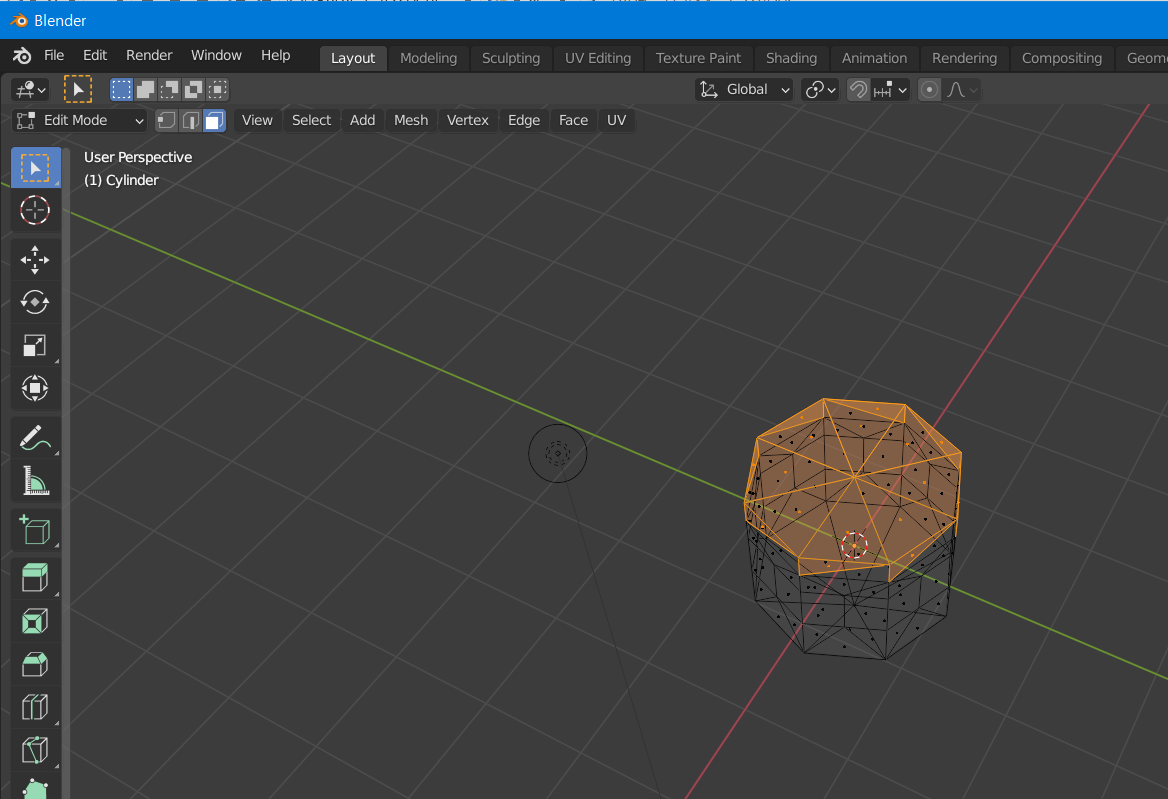 Blender
File Edit Render Window Help Layout Modeling Sculpting UV Editing Texture Paint Shading Animation Rendering Compositing Geom
Global
Edit Mode View Select Add Mesh Vertex Edge Face UV
User Perspective
(1) Cylinder